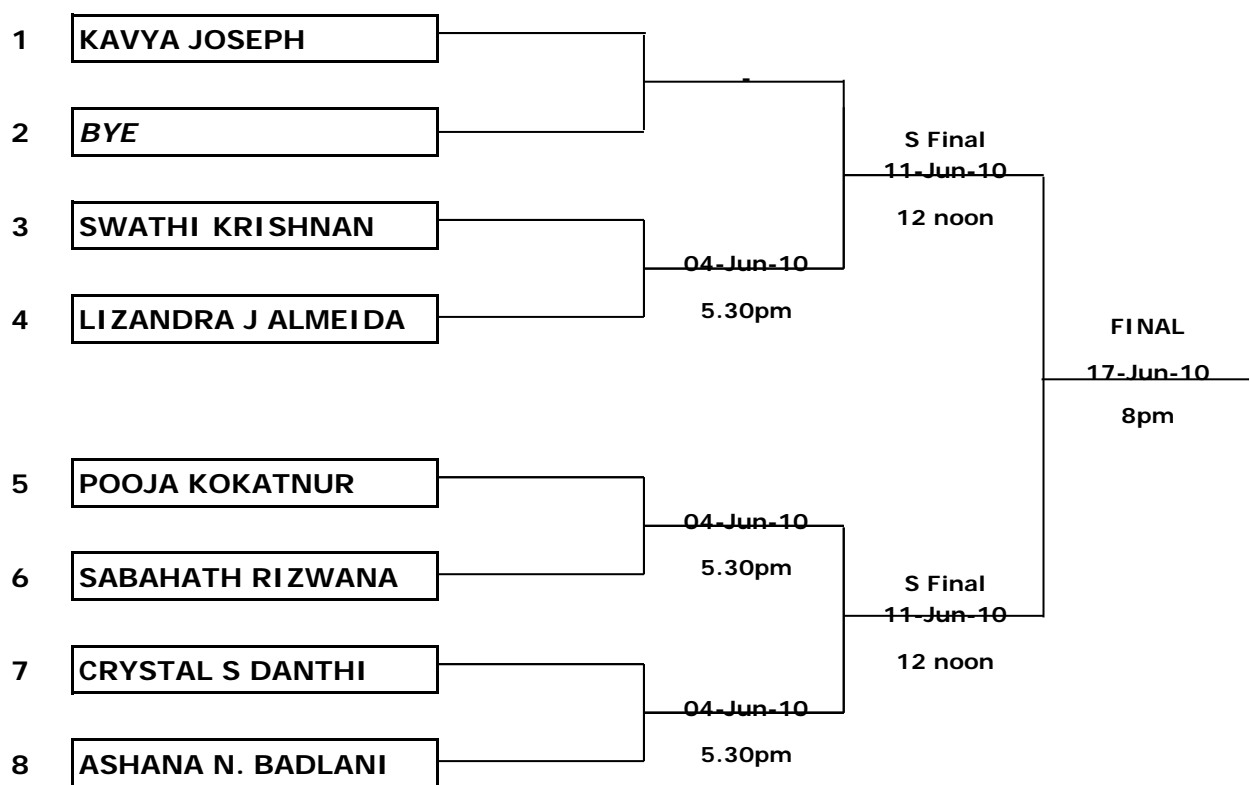 1 KAVYA JOSEPH
-
2 BYE
S Final
11-Jun-10
3 SWATHI KRISHNAN
12 noon
04-Jun-10
4 LIZANDRA J ALMEIDA
5.30pm
FINAL
17-Jun-10
8pm
5 POOJA KOKATNUR
04-Jun-10
6 SABAHATH RIZWANA
5.30pm
S Final
11-Jun-10
7 CRYSTAL S DANTHI
12 noon
04-Jun-10
8 ASHANA N. BADLANI
5.30pm